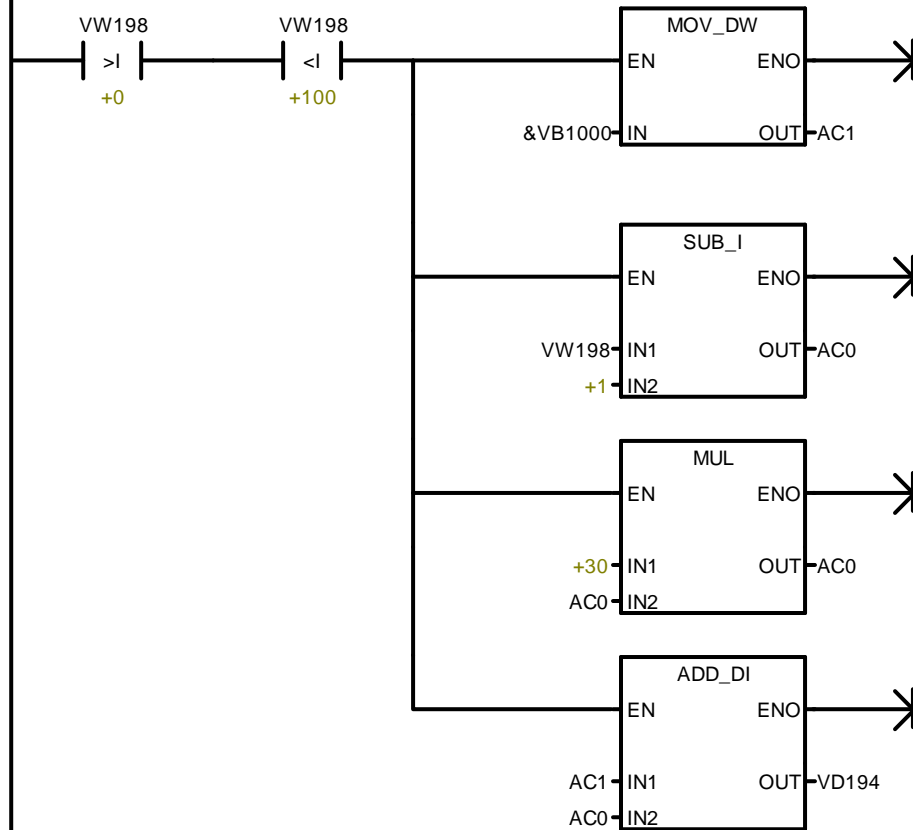 VW198 VW198 MOV_DW
>I <I EN ENO
+0 +100
&VB1000 IN OUT AC1
SUB_I
EN ENO
VW198 IN1 OUT AC0
+1 IN2
MUL
EN ENO
+30 IN1 OUT AC0
AC0 IN2
ADD_DI
EN ENO
AC1 IN1 OUT VD194
AC0 IN2